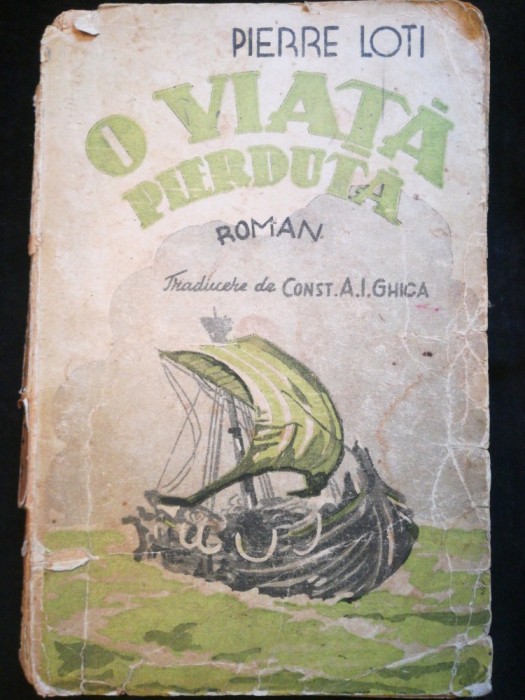 PIERRE LOTI
O VIAȚĂ
PIERDUTĂ
ROMAN
Traducere de CONST. A. I. GHICA